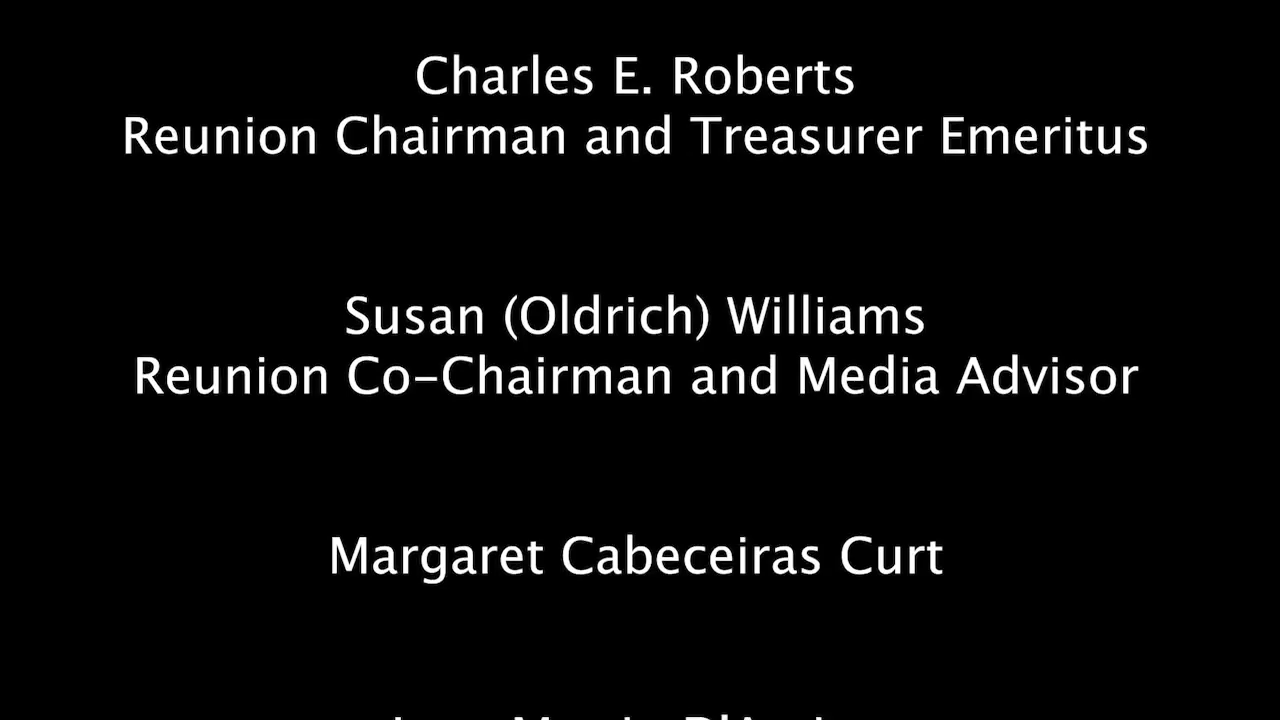 Charles E. Roberts
Reunion Chairman and Treasurer Emeritus
Susan (Oldrich) Williams
Reunion Co-Chairman and Media Advisor
Margaret Cabeceiras Curt